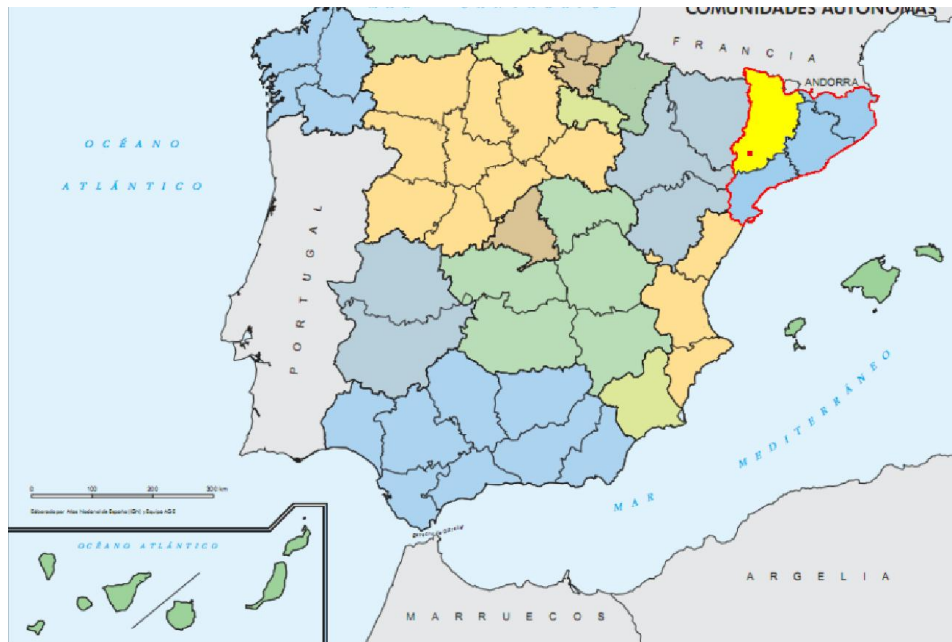 COMUNIDADES AUTÓNOMAS
FRANCIA
ANDORRA
OCÉANO
ATLÁNTICO
PORTUGAL
MAR MEDITERRÁNEO
0 100 200 300 km
OCÉANO ATLÁNTICO
ARGELIA
MARRUECOS